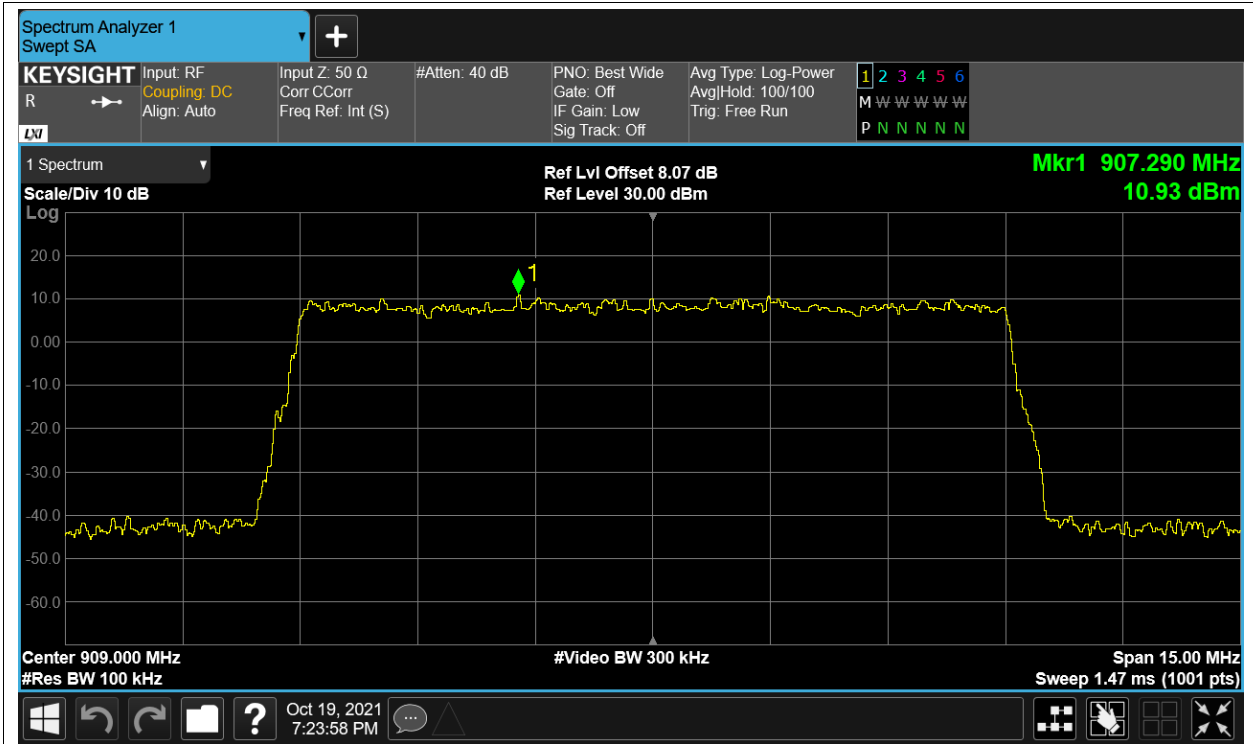 Spectrum Analyzer 1
Swept SA
KEYSIGHT
R
LXI
Input: RF
Coupling: DC
Align: Auto
Input Z: 50 Ω
Corr CCorr
Freq Ref: Int (S)
#Atten: 40 dB
PNO: Best Wide
Gate: Off
IF Gain: Low
Sig Track: Off
Avg Type: Log-Power
Avg|Hold: 100/100
Trig: Free Run
1 2 3 4 5 6
M W W W W W
P N N N N N
1 Spectrum
Scale/Div 10 dB
Ref Lvl Offset 8.07 dB
Ref Level 30.00 dBm
Mkr1 907.290 MHz
10.93 dBm
Log
1
20.0
10.0
0.00
-10.0
-20.0
-30.0
-40.0
-50.0
-60.0
Center 909.000 MHz
#Video BW 300 kHz
Span 15.00 MHz
#Res BW 100 kHz
Sweep 1.47 ms (1001 pts)
?
Oct 19, 2021
7:23:58 PM